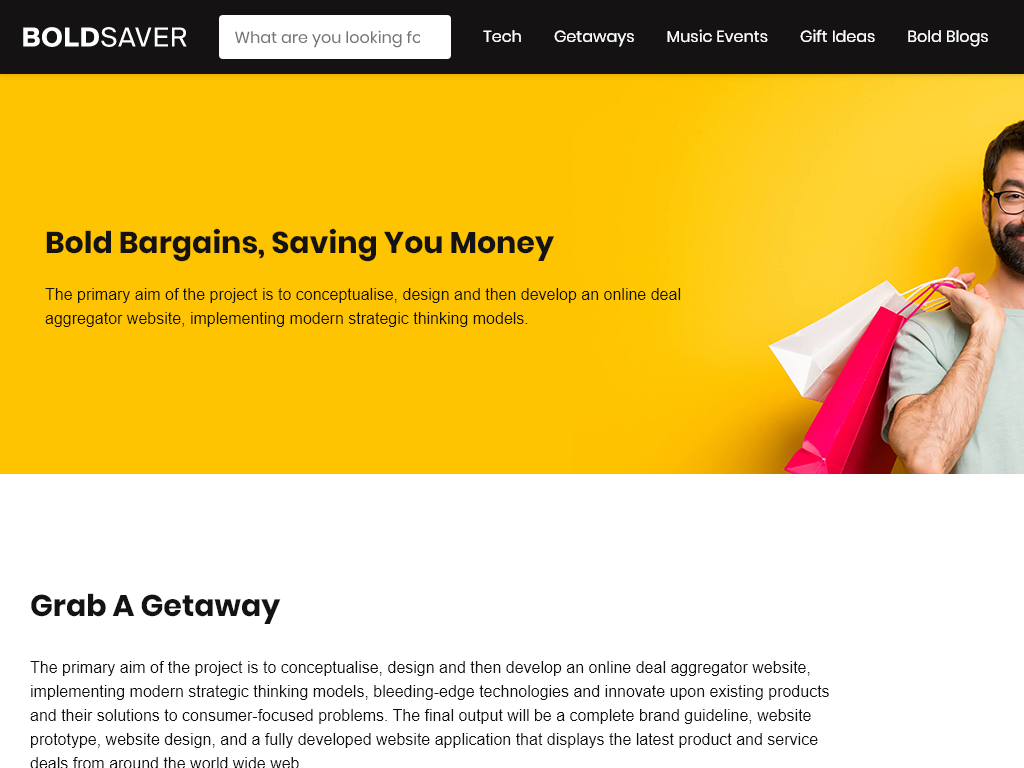 BOLDSAVER
What are you looking fo
Tech
Getaways
Music Events
Gift Ideas
Bold Blogs
Bold Bargains, Saving You Money
The primary aim of the project is to conceptualise, design and then develop an online deal
aggregator website, implementing modern strategic thinking models.
Grab A Getaway
The primary aim of the project is to conceptualise, design and then develop an online deal aggregator website,
implementing modern strategic thinking models, bleeding-edge technologies and innovate upon existing products
and their solutions to consumer-focused problems. The final output will be a complete brand guideline, website
prototype, website design, and a fully developed website application that displays the latest product and service
deals from around the world wide web